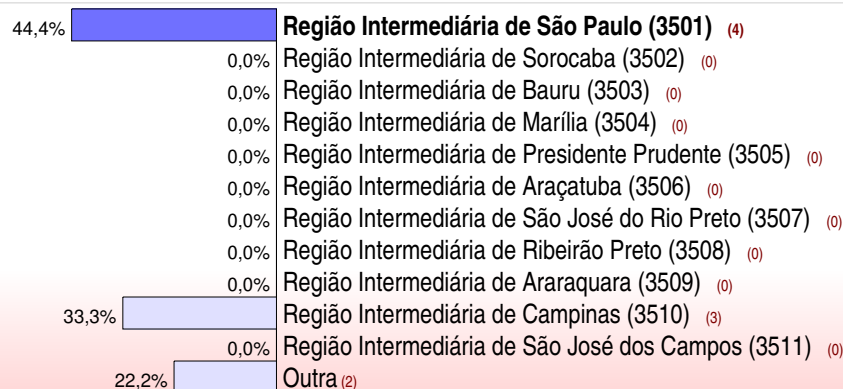 44,4% Região Intermediária de São Paulo (3501) (4)
0,0% Região Intermediária de Sorocaba (3502) (0)
0,0% Região Intermediária de Bauru (3503) (0)
0,0% Região Intermediária de Marília (3504) (0)
0,0% Região Intermediária de Presidente Prudente (3505) (0)
0,0% Região Intermediária de Araçatuba (3506) (0)
0,0% Região Intermediária de São José do Rio Preto (3507) (0)
0,0% Região Intermediária de Ribeirão Preto (3508) (0)
0,0% Região Intermediária de Araraquara (3509) (0)
33,3% Região Intermediária de Campinas (3510) (3)
0,0% Região Intermediária de São José dos Campos (3511) (0)
22,2% Outra (2)